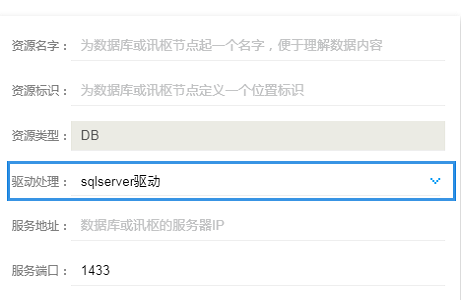 资源名字： 为数据库或讯枢节点起一个名字，便于理解数据内容
资源标识： 为数据库或讯枢节点定义一个位置标识
资源类型： DB
驱动处理： sqlserver驱动
服务地址： 数据库或讯枢的服务器IP
服务端口： 1433